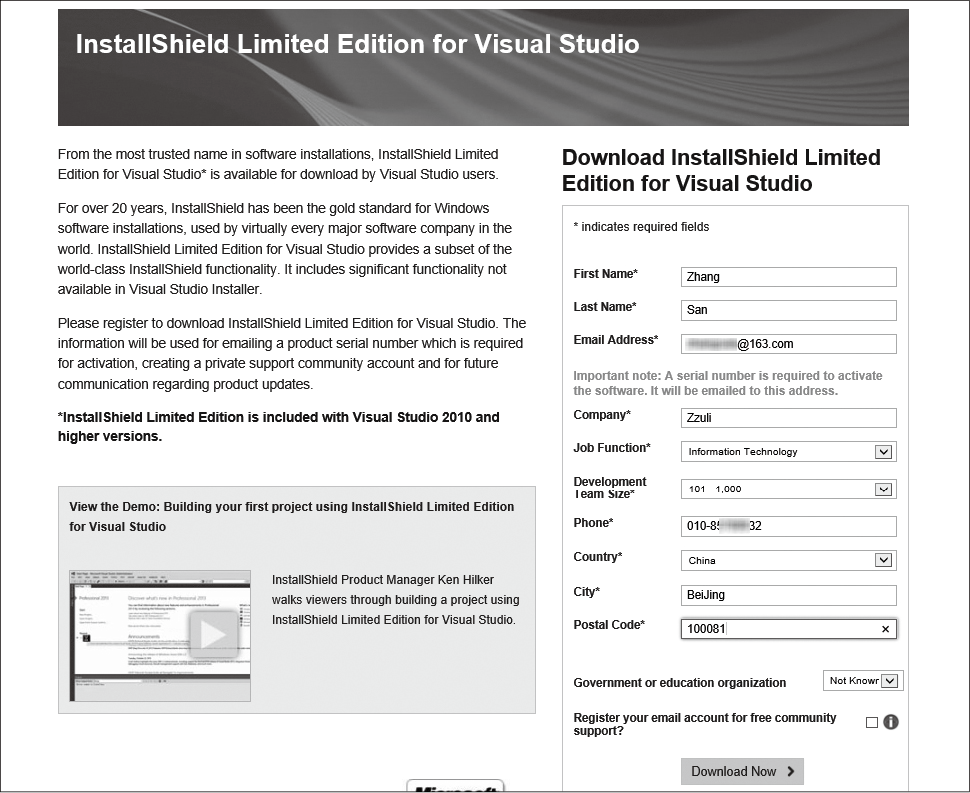 InstallShield Limited Edition for Visual Studio
From the most trusted name in software installations, InstallShield Limited
Edition for Visual Studio* is available for download by Visual Studio users.
For over 20 years, InstallShield has been the gold standard for Windows
software installations, used by virtually every major software company in the
world. InstallShield Limited Edition for Visual Studio provides a subset of the
world-class InstallShield functionality. It includes significant functionality not
available in Visual Studio Installer.
Please register to download InstallShield Limited Edition for Visual Studio. The
information will be used for emailing a product serial number which is required
for activation, creating a private support community account and for future
communication regarding product updates.
*InstallShield Limited Edition is included with Visual Studio 2010 and
higher versions.
View the Demo: Building your first project using InstallShield Limited Edition
for Visual Studio
Professional 2013
Discover what's new in Professional 2013
Announcements
InstallShield Product Manager Ken Hilker
walks viewers through building a project using
InstallShield Limited Edition for Visual Studio.
Microsoft
Download InstallShield Limited
Edition for Visual Studio
* indicates required fields
First Name* Zhang
Last Name* San
Email Address* @163.com
Important note: A serial number is required to activate
the software. It will be emailed to this address.
Company* Zzuli
Job Function* Information Technology
Development
Team Size* 101 1,000
Phone* 010-8 32
Country* China
City* BeiJing
Postal Code* 100081
Government or education organization Not Known
Register your email account for free community
support?
Download Now